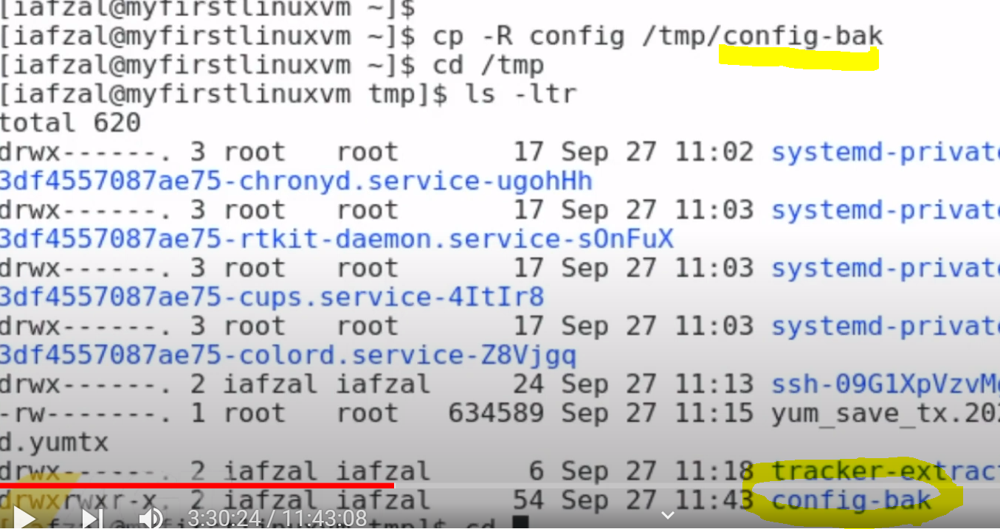 [iafzal@myfirstlinuxvm ~]$
[iafzal@myfirstlinuxvm ~]$ cp -R config /tmp/config-bak
[iafzal@myfirstlinuxvm ~]$ cd /tmp
[iafzal@myfirstlinuxvm tmp]$ ls -ltr
total 620
drwx------. 3 root root 17 Sep 27 11:02 systemd-private
3df4557087ae75-chronyd.service-ugohHh
drwx------. 3 root root 17 Sep 27 11:03 systemd-private
3df4557087ae75-rtkit-daemon.service-sOnFuX
drwx------. 3 root root 17 Sep 27 11:03 systemd-private
3df4557087ae75-cups.service-4ItIr8
drwx------. 3 root root 17 Sep 27 11:03 systemd-private
3df4557087ae75-colord.service-Z8Vjgq
drwx------. 2 iafzal iafzal 24 Sep 27 11:13 ssh-09G1XpVzvM
-rw-------. 1 root root 634589 Sep 27 11:15 yum_save_tx.202
d.yumtx
drwx------. 2 iafzal iafzal 6 Sep 27 11:18 tracker-extract
drwxrwxr-x. 2 iafzal iafzal 54 Sep 27 11:43 config-bak
[iafzal@myfirstlinuxvm tmp]$ cd
3:30:24 / 11:43:08